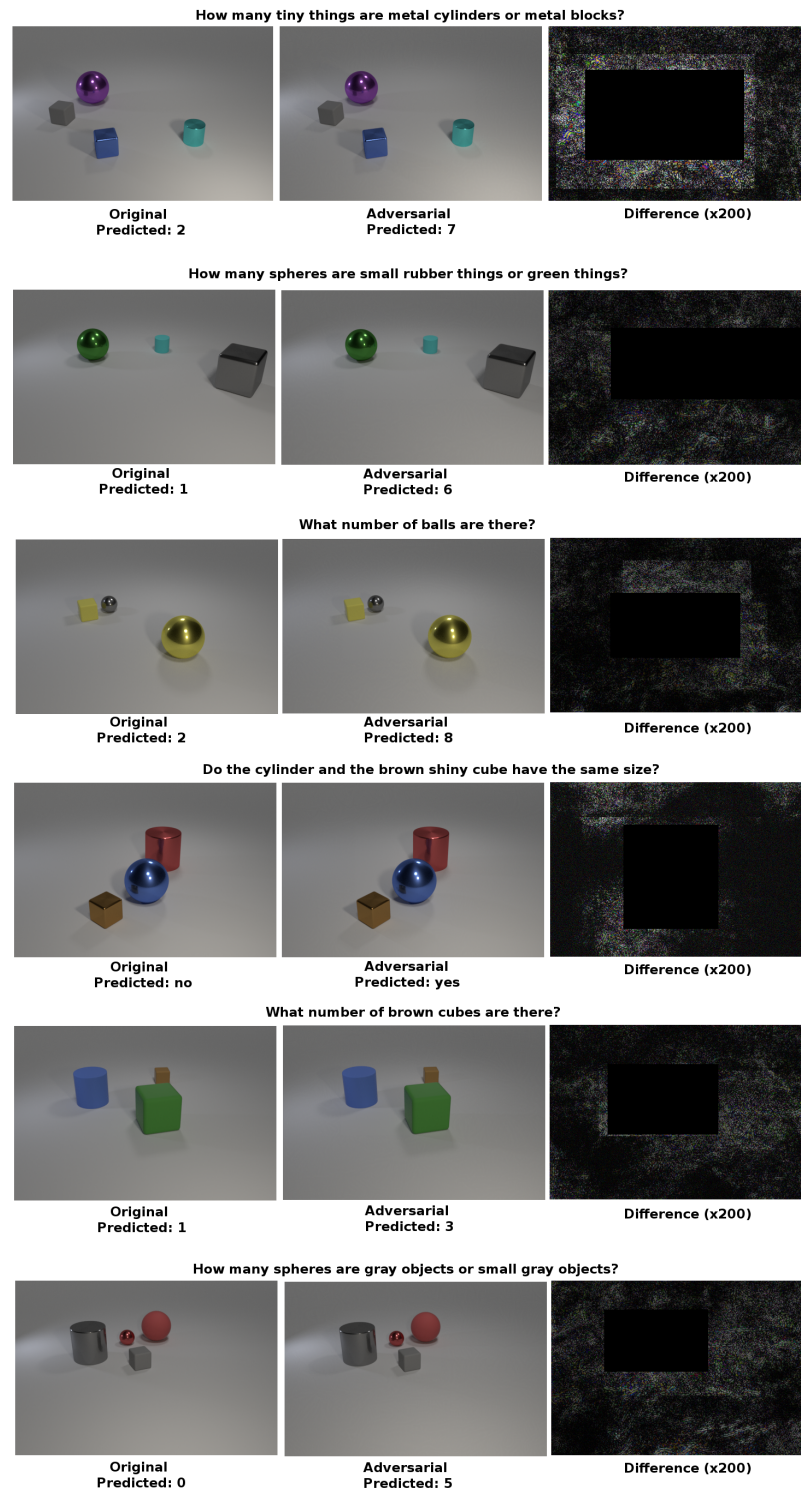 How many tiny things are metal cylinders or metal blocks?
Original
Predicted: 2
Adversarial
Predicted: 7
Difference (x200)
How many spheres are small rubber things or green things?
Original
Predicted: 1
Adversarial
Predicted: 6
Difference (x200)
What number of balls are there?
Original
Predicted: 2
Adversarial
Predicted: 8
Difference (x200)
Do the cylinder and the brown shiny cube have the same size?
Original
Predicted: no
Adversarial
Predicted: yes
Difference (x200)
What number of brown cubes are there?
Original
Predicted: 1
Adversarial
Predicted: 3
Difference (x200)
How many spheres are gray objects or small gray objects?
Original
Predicted: 0
Adversarial
Predicted: 5
Difference (x200)